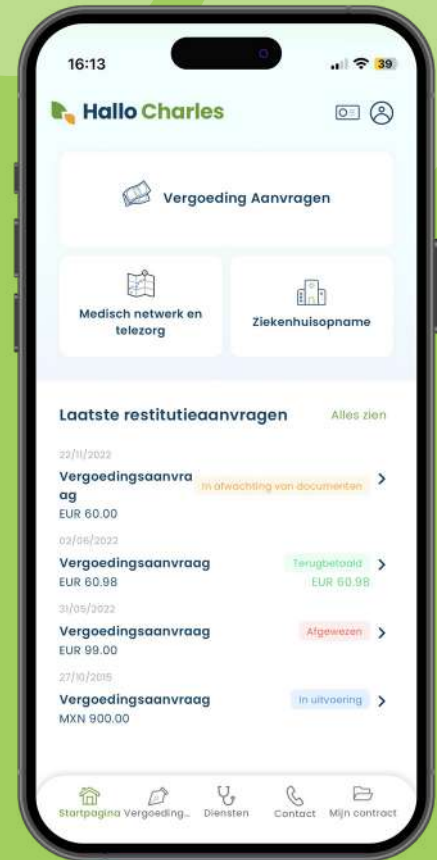 16:13
39
Hallo Charles
Vergoeding Aanvragen
Medisch netwerk en
telezorg
Ziekenhuisopname
Laatste restitutieaanvragen
Alles zien
22/11/2022
Vergoedingsaanvra
ag
In afwachting van documenten
EUR 60.00
02/06/2022
Vergoedingsaanvraag
Terugbetaald
EUR 60.98
EUR 60.98
31/05/2022
Vergoedingsaanvraag
Afgewezen
EUR 99.00
27/10/2015
Vergoedingsaanvraag
In uitvoering
MXN 900.00
Startpagina
Vergoeding...
Diensten
Contact
Mijn contract